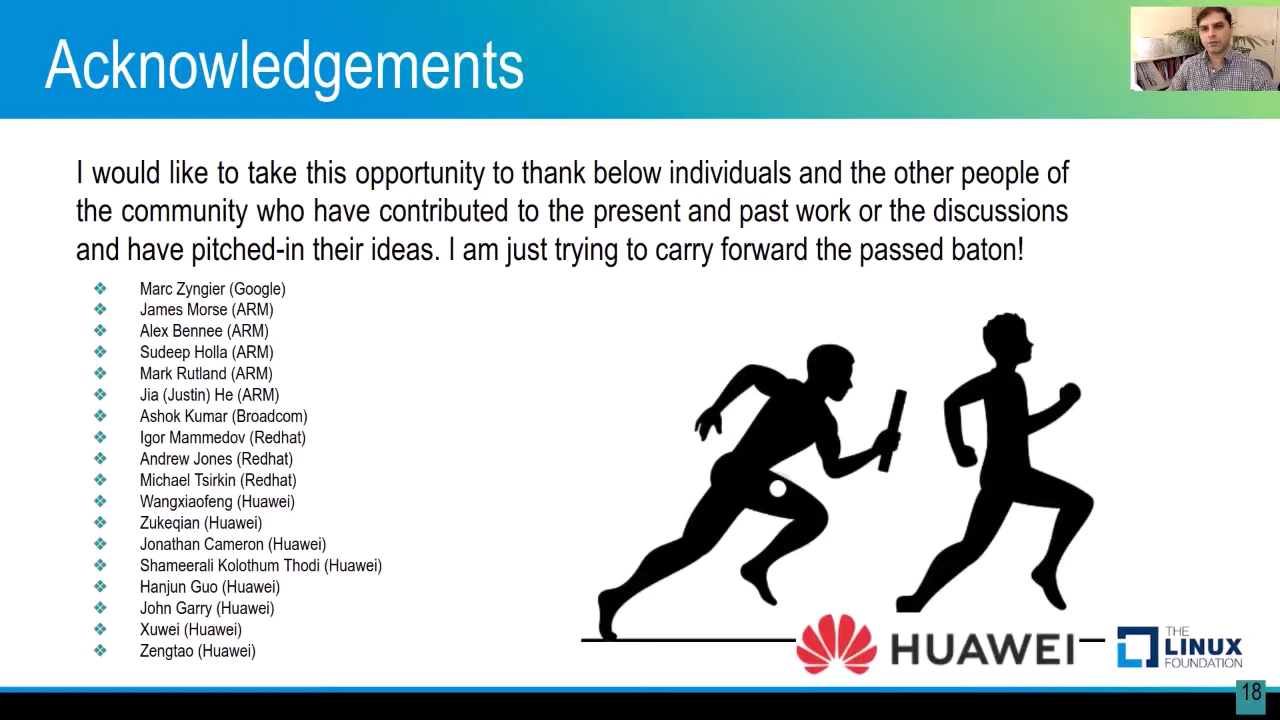 Acknowledgements
I would like to take this opportunity to thank below individuals and the other people of
the community who have contributed to the present and past work or the discussions
and have pitched-in their ideas. I am just trying to carry forward the passed baton!
Marc Zyngier (Google)
James Morse (ARM)
Alex Bennee (ARM)
Sudeep Holla (ARM)
Mark Rutland (ARM)
Jia (Justin) He (ARM)
Ashok Kumar (Broadcom)
Igor Mammedov (Redhat)
Andrew Jones (Redhat)
Michael Tsirkin (Redhat)
Wangxiaofeng (Huawei)
Zukeqian (Huawei)
Jonathan Cameron (Huawei)
Shameerali Kolothum Thodi (Huawei)
Hanjun Guo (Huawei)
John Garry (Huawei)
Xuwei (Huawei)
Zengtao (Huawei)
HUAWEI
THE
LINUX
FOUNDATION
18